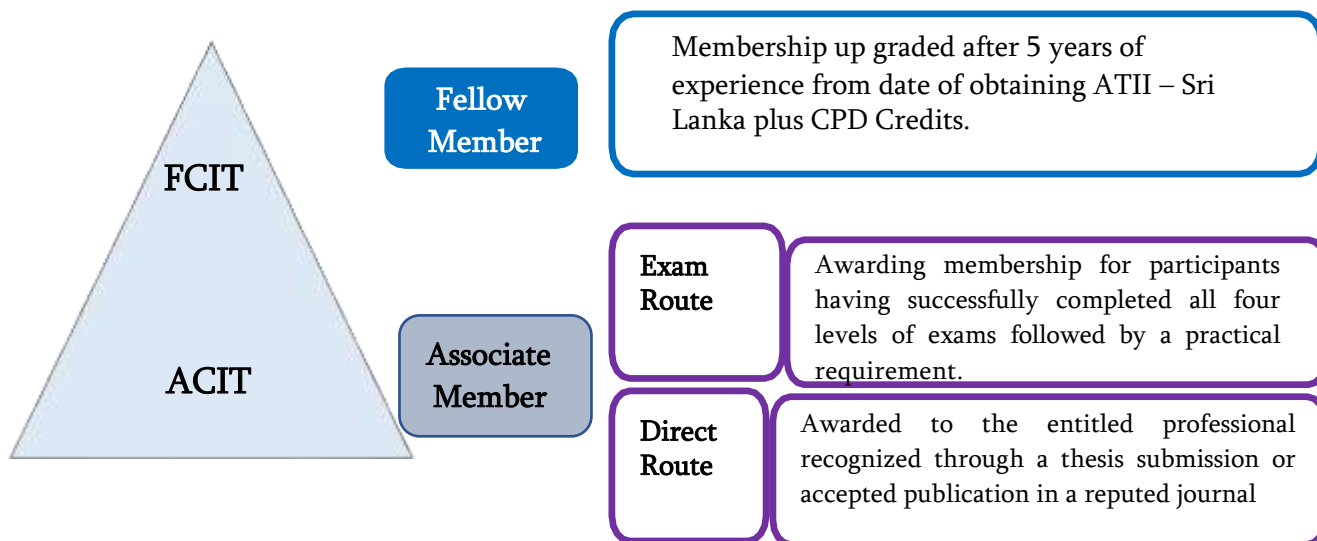 FCIT
ACIT
Fellow
Member
Membership up graded after 5 years of
experience from date of obtaining ATII – Sri
Lanka plus CPD Credits.
Associate
Member
Exam
Route
Awarding membership for participants
having successfully completed all four
levels of exams followed by a practical
requirement.
Direct
Route
Awarded to the entitled professional
recognized through a thesis submission or
accepted publication in a reputed journal